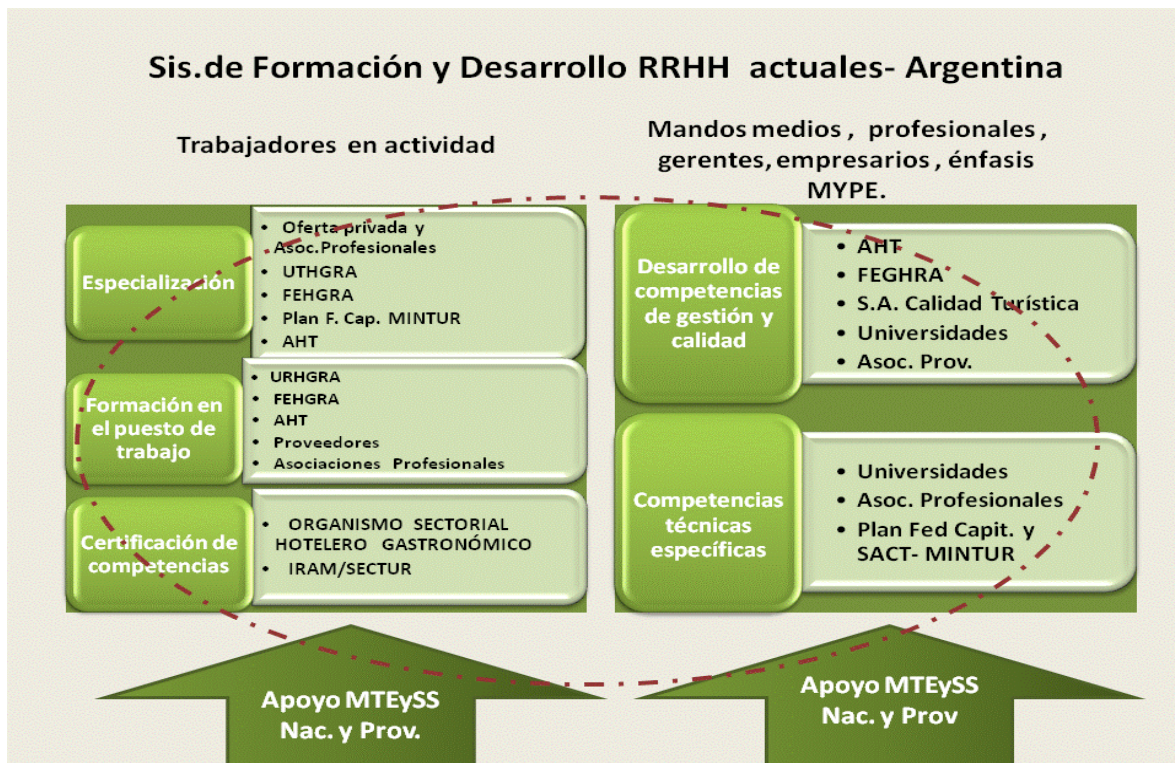 Sis.de Formación y Desarrollo RRHH actuales- Argentina
Trabajadores en actividad
Especialización
• Oferta privada y
Asoc.Profesionales
• UTHGRA
• FEHGRA
• Plan F. Cap. MINTUR
• AHT
Formación en
el puesto de
trabajo
• URHGRA
• FEHGRA
• AHT
• Proveedores
• Asociaciones Profesionales
Certificación de
competencias
• ORGANISMO SECTORIAL
HOTELERO GASTRONÓMICO
• IRAM/SECTUR
Apoyo MTEySS
Nac. y Prov.
Mandos medios , profesionales ,
gerentes, empresarios , énfasis
MYPE.
Desarrollo de
competencias
de gestión y
calidad
• AHT
• FEGHRA
• S.A. Calidad Turística
• Universidades
• Asoc. Prov.
Competencias
técnicas
específicas
• Universidades
• Asoc. Profesionales
• Plan Fed Capit. y
SACT- MINTUR
Apoyo MTEySS
Nac. y Prov